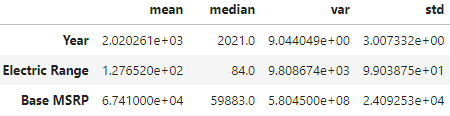 mean median var std
Year 2.020261e+03 2021.0 9.044049e+00 3.007332e+00
Electric Range 1.276520e+02 84.0 9.808674e+03 9.903875e+01
Base MSRP 6.741000e+04 59883.0 5.804500e+08 2.409253e+04